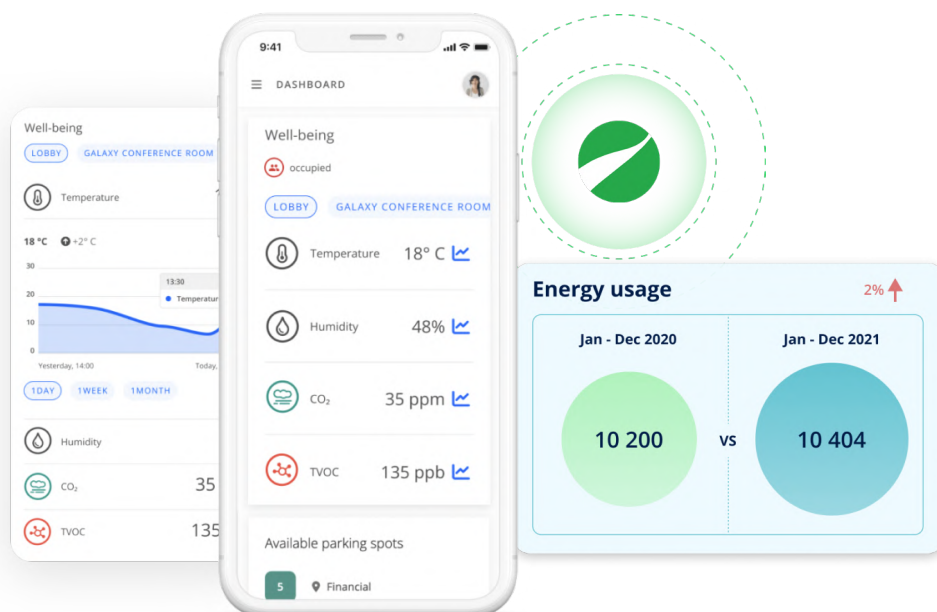 Well-being
LOBBY GALAXY CONFERENCE ROOM
Temperature
18 °C +2° C
30
20
10
0
13:30
Temperatur
Yesterday, 14:00 Today,
1DAY 1WEEK 1MONTH
Humidity
CO₂ 35
TVOC 135
9:41
DASHBOARD
Well-being
occupied
LOBBY GALAXY CONFERENCE ROOM
Temperature 18° C
Humidity 48%
CO₂ 35 ppm
TVOC 135 ppb
Available parking spots
5 Financial
Energy usage 2%
Jan - Dec 2020 Jan - Dec 2021
10 200 vs 10 404